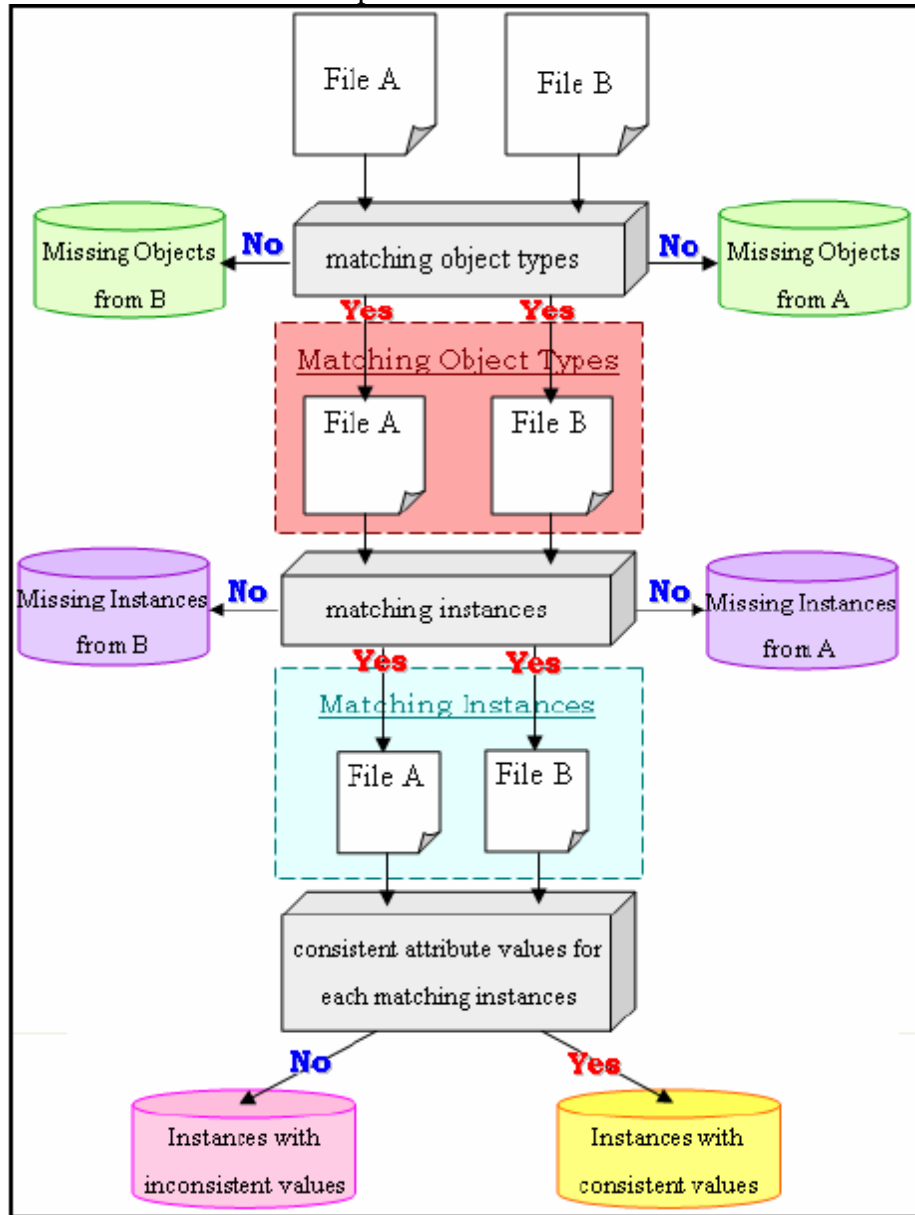 File A
File B
No
No
Missing Objects
from B
matching object types
Missing Objects
from A
Yes
Yes
Matching Object Types
File A
File B
No
No
Missing Instances
from B
matching instances
Missing Instances
from A
Yes
Yes
Matching Instances
File A
File B
consistent attribute values for
each matching instances
No
Yes
Instances with
inconsistent values
Instances with
consistent values